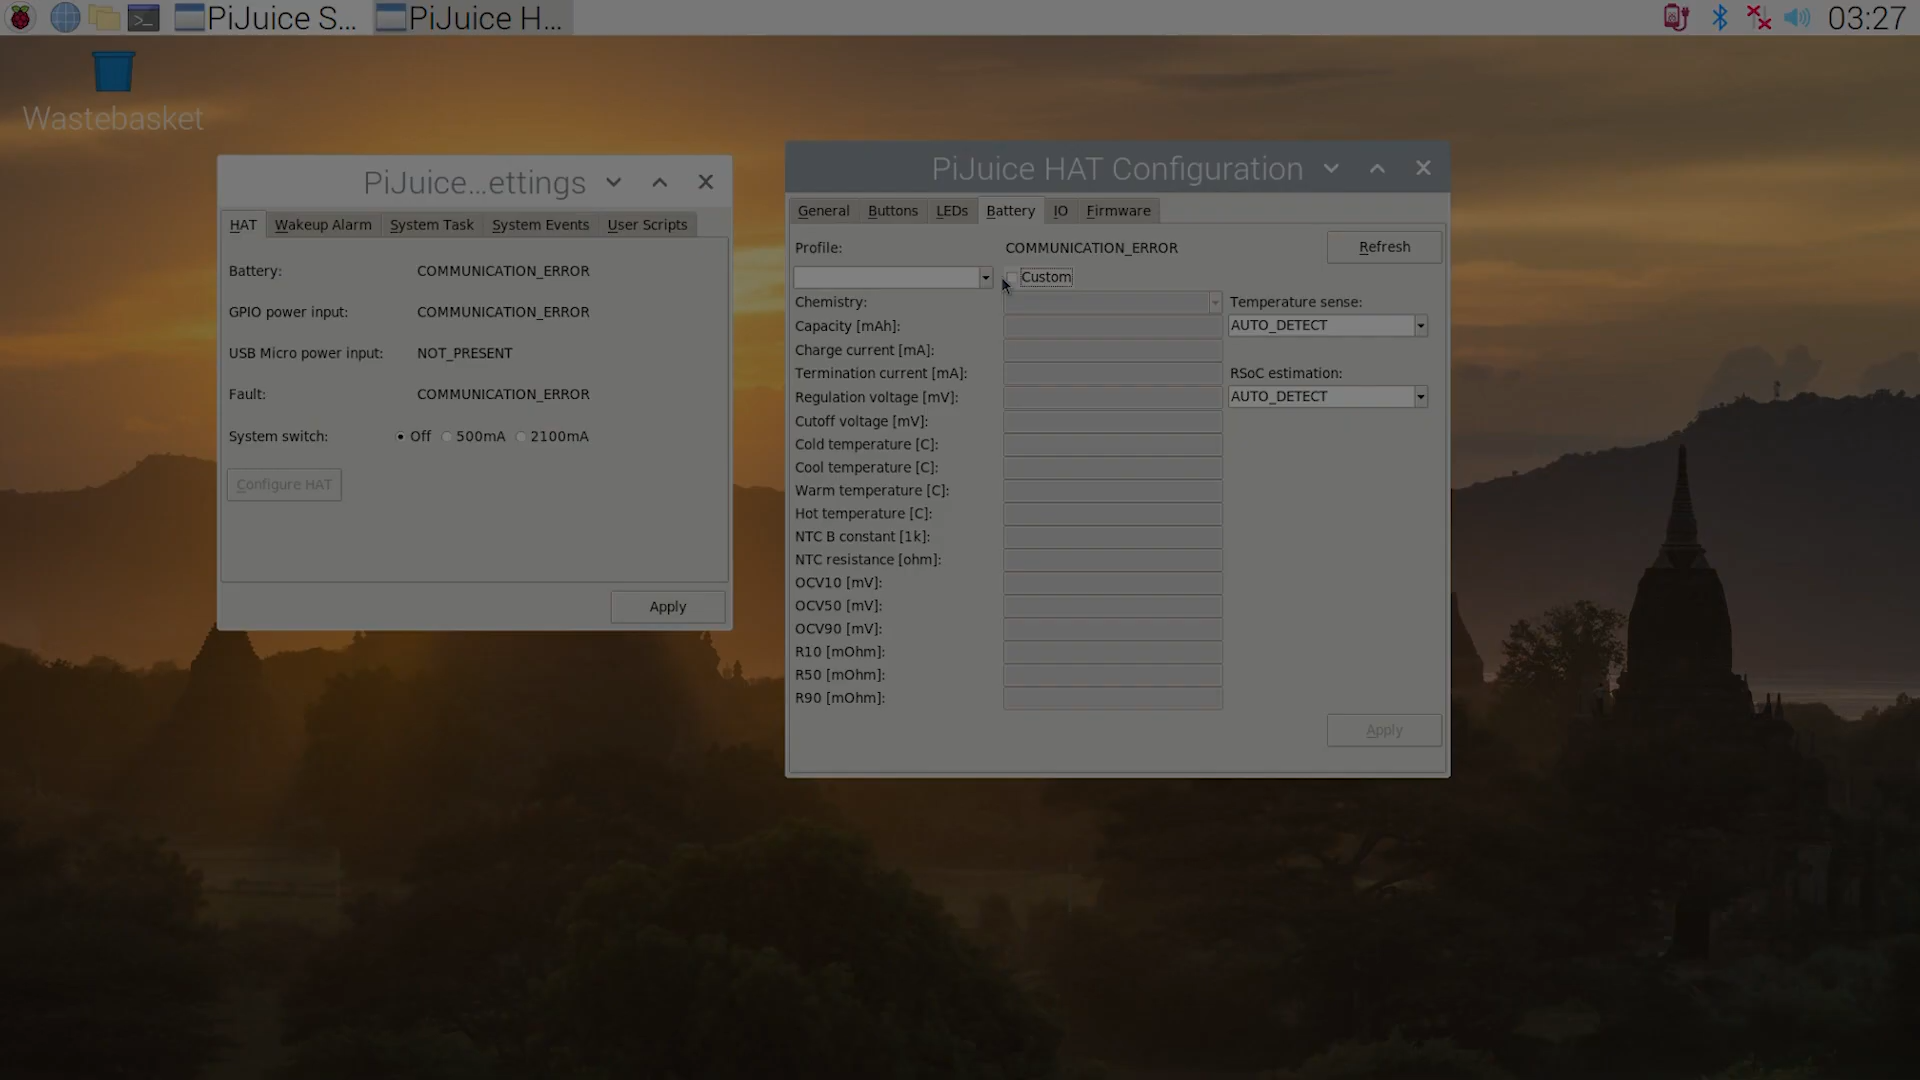 PiJuice S...
PiJuice H...
03:27
Wastebasket
PiJuice...ettings
HAT
Wakeup Alarm
System Task
System Events
User Scripts
Battery:
COMMUNICATION_ERROR
GPIO power input:
COMMUNICATION_ERROR
USB Micro power input:
NOT_PRESENT
Fault:
COMMUNICATION_ERROR
System switch:
Off
500mA
2100mA
Configure HAT
Apply
PiJuice HAT Configuration
General
Buttons
LEDs
Battery
IO
Firmware
Profile:
COMMUNICATION_ERROR
Refresh
Custom
Chemistry:
Temperature sense:
Capacity [mAh]:
AUTO_DETECT
Charge current [mA]:
Termination current [mA]:
RSoC estimation:
Regulation voltage [mV]:
AUTO_DETECT
Cutoff voltage [mV]:
Cold temperature [C]:
Cool temperature [C]:
Warm temperature [C]:
Hot temperature [C]:
NTC B constant [1k]:
NTC resistance [ohm]:
OCV10 [mV]:
OCV50 [mV]:
OCV90 [mV]:
R10 [mOhm]:
R50 [mOhm]:
R90 [mOhm]:
Apply